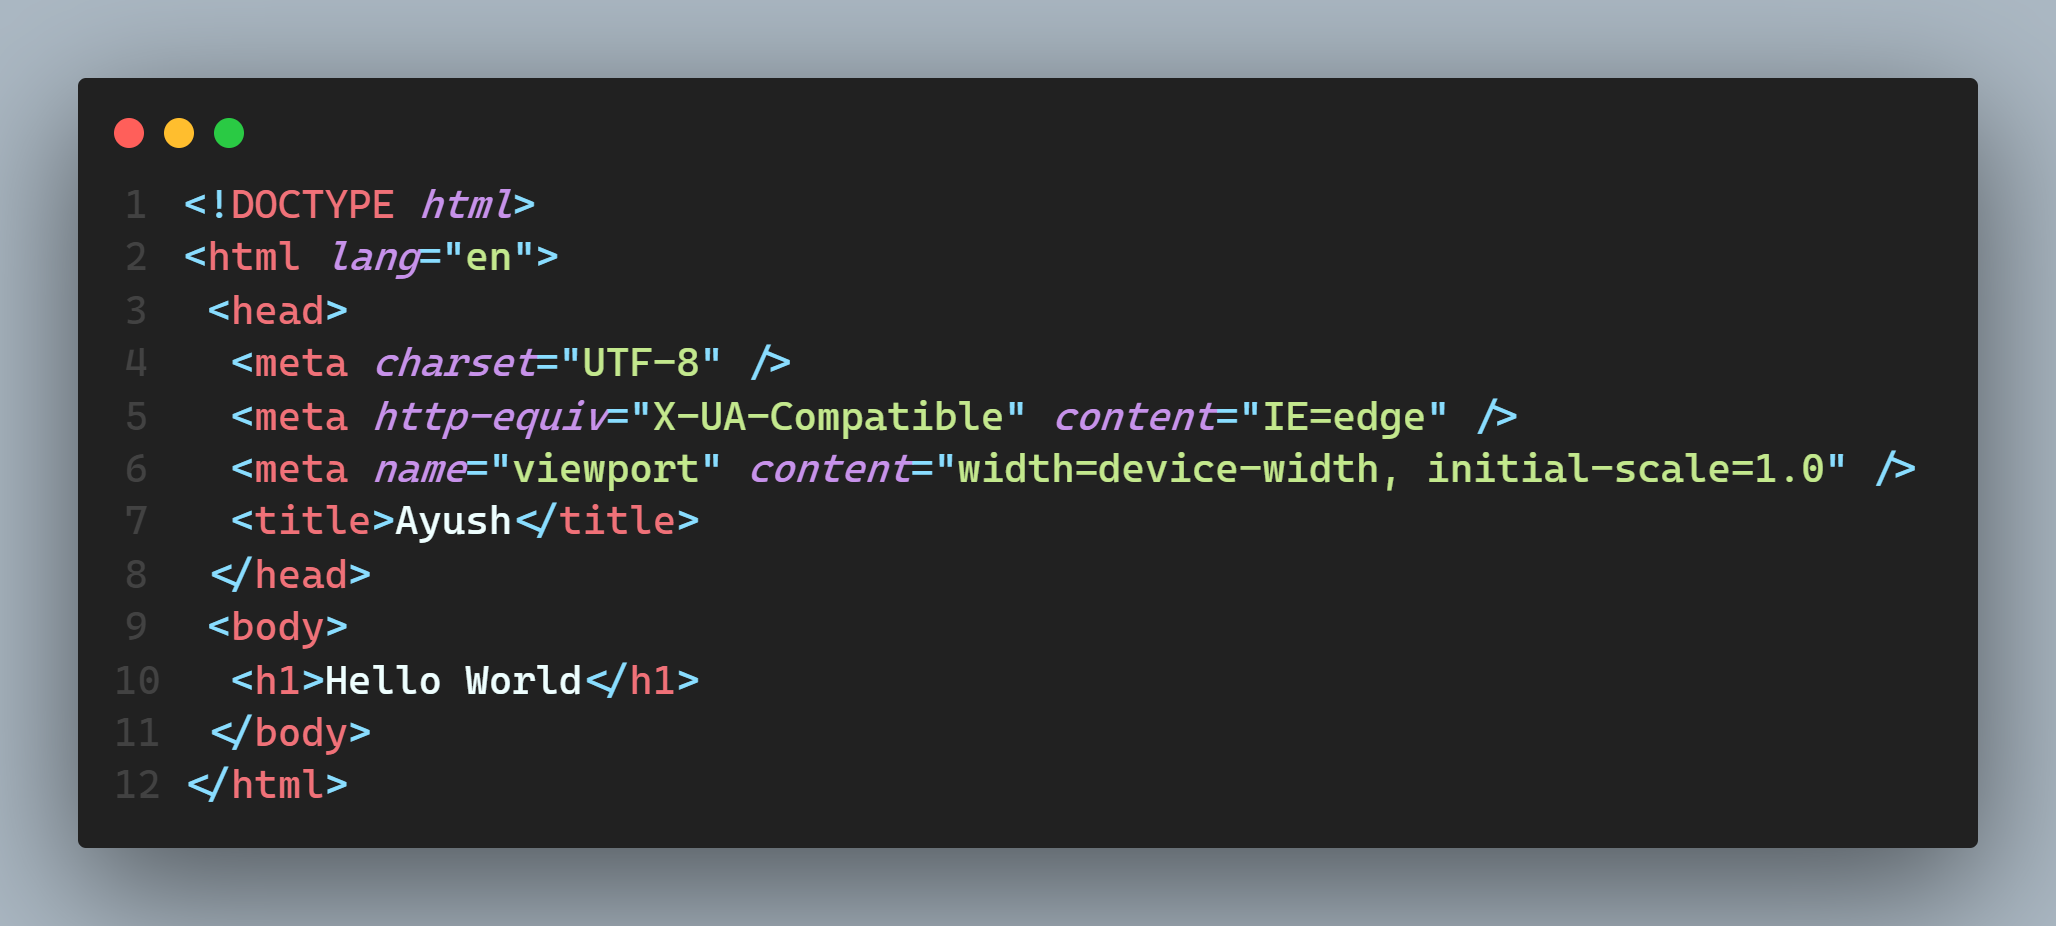 1 <!DOCTYPE html>
2 <html lang="en">
3  <head>
4   <meta charset="UTF-8" />
5   <meta http-equiv="X-UA-Compatible" content="IE=edge" />
6   <meta name="viewport" content="width=device-width, initial-scale=1.0" />
7   <title>Ayush</title>
8  </head>
9  <body>
10   <h1>Hello World</h1>
11  </body>
12 </html>